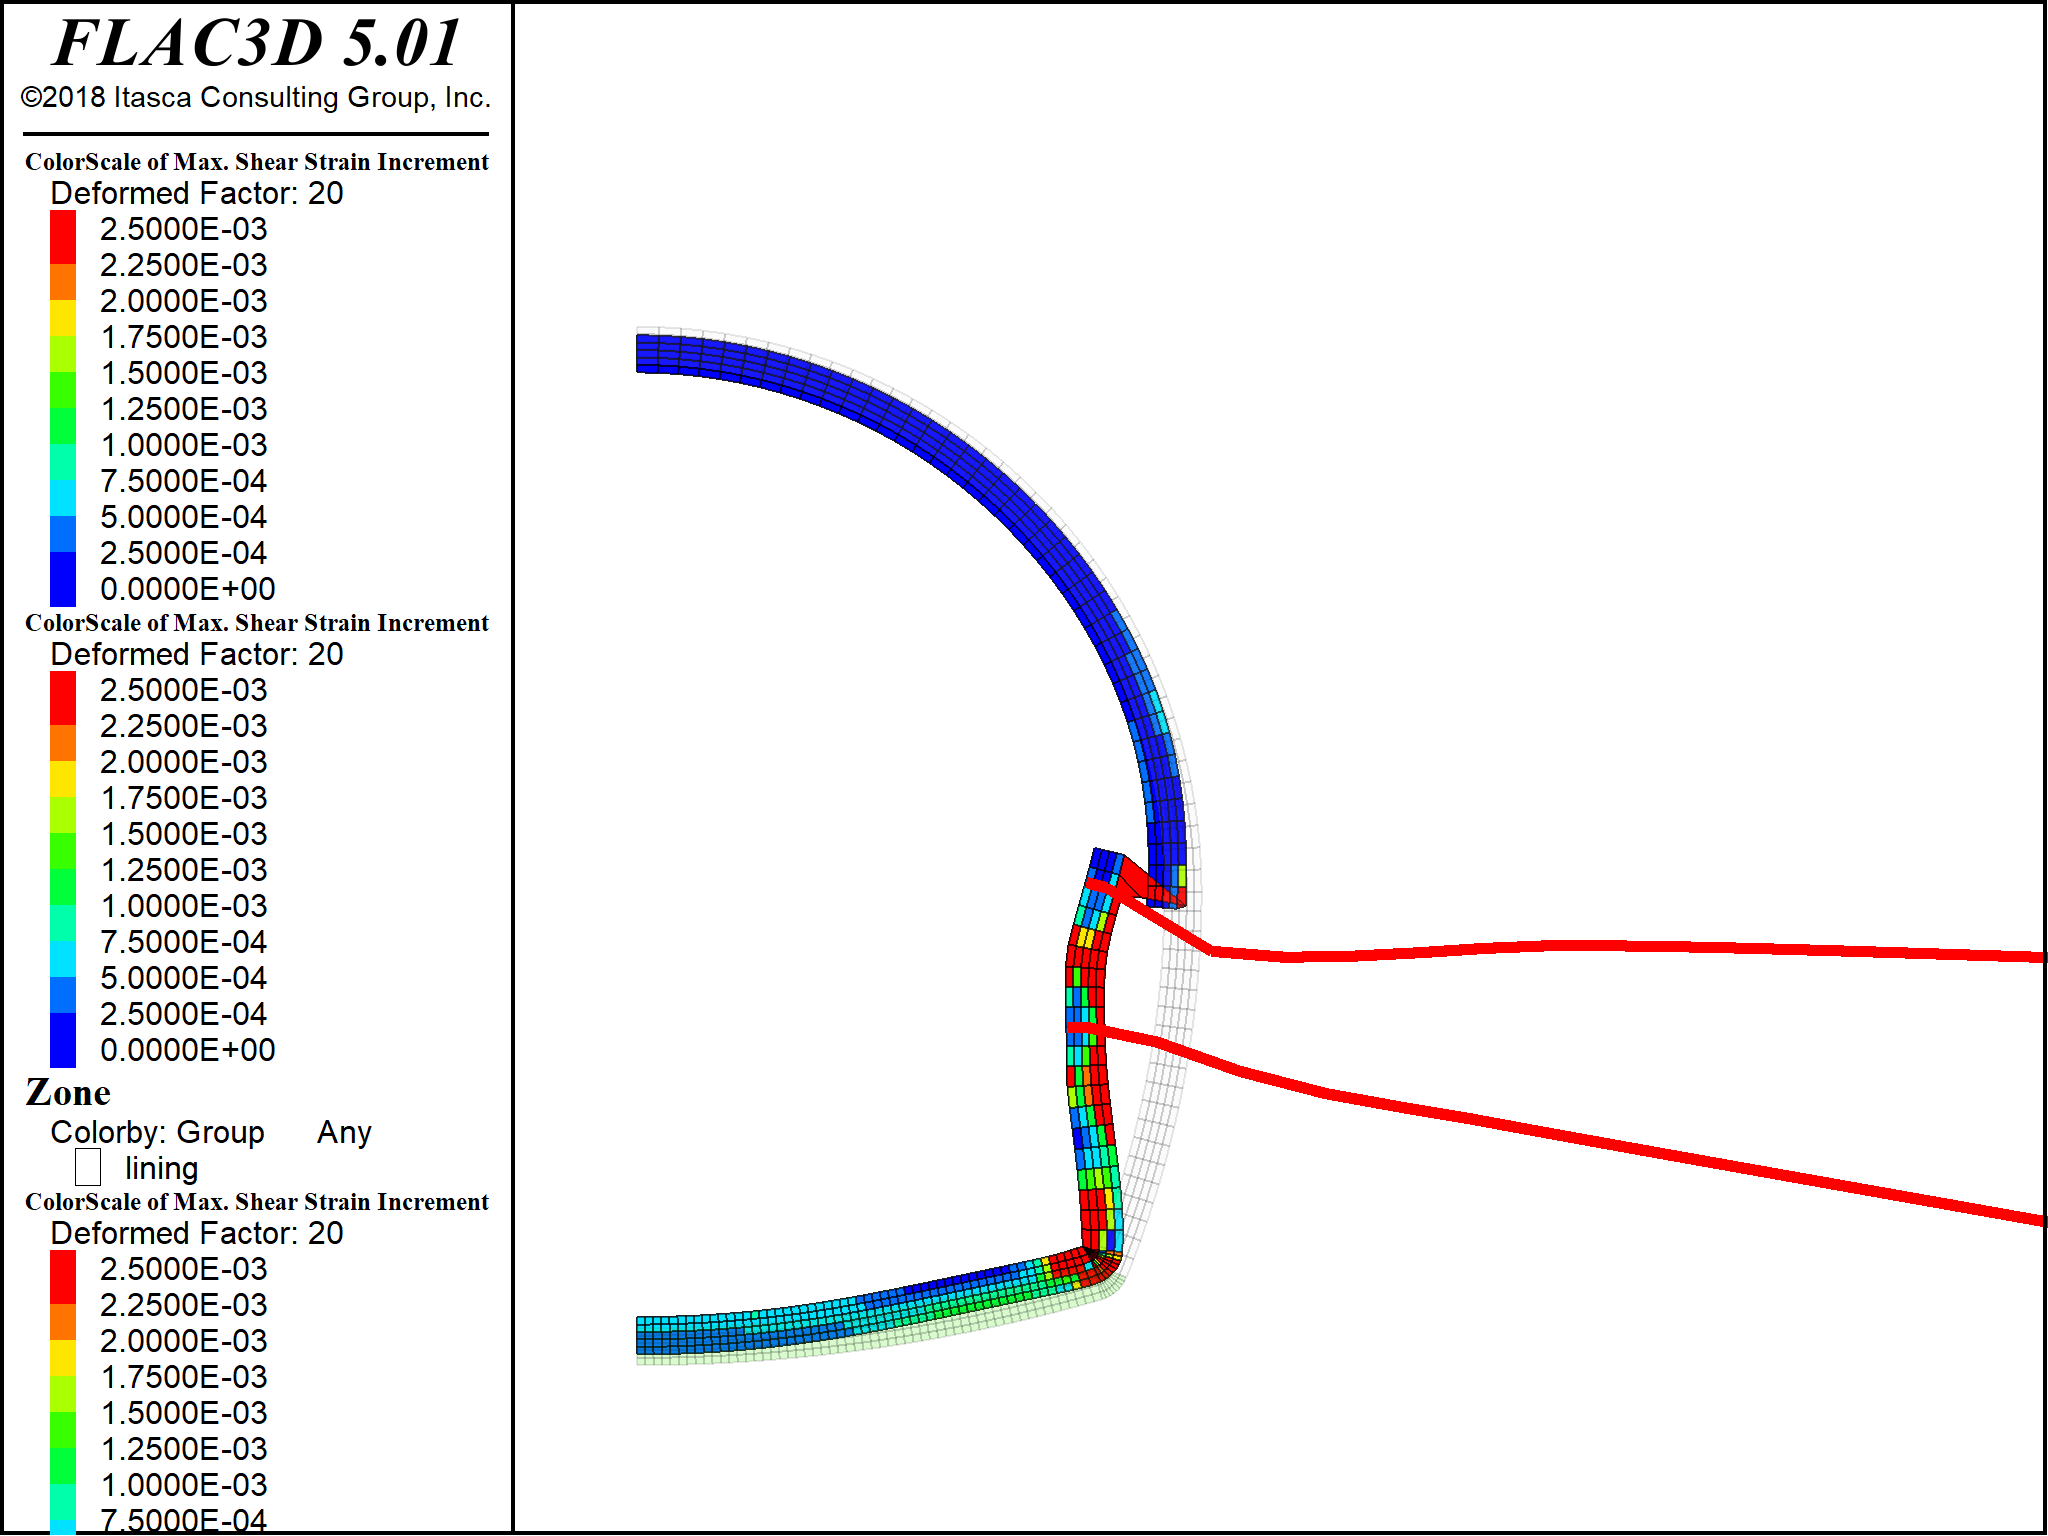 FLAC3D 5.01
©2018 Itasca Consulting Group, Inc.
ColorScale of Max. Shear Strain Increment
Deformed Factor: 20
2.5000E-03
2.2500E-03
2.0000E-03
1.7500E-03
1.5000E-03
1.2500E-03
1.0000E-03
7.5000E-04
5.0000E-04
2.5000E-04
0.0000E+00
ColorScale of Max. Shear Strain Increment
Deformed Factor: 20
2.5000E-03
2.2500E-03
2.0000E-03
1.7500E-03
1.5000E-03
1.2500E-03
1.0000E-03
7.5000E-04
5.0000E-04
2.5000E-04
0.0000E+00
Zone
Colorby: Group Any
lining
ColorScale of Max. Shear Strain Increment
Deformed Factor: 20
2.5000E-03
2.2500E-03
2.0000E-03
1.7500E-03
1.5000E-03
1.2500E-03
1.0000E-03
7.5000E-04